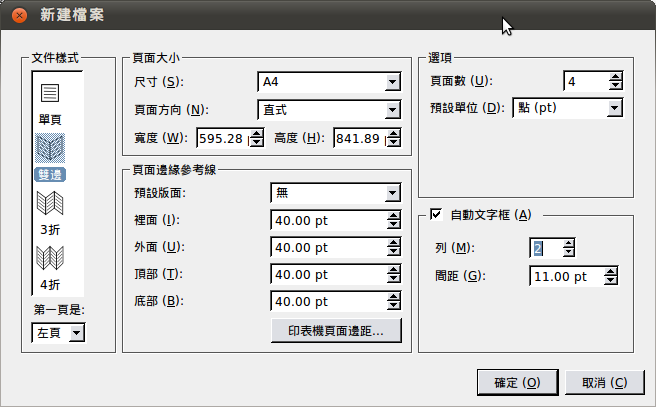 新建檔案
文件樣式
單頁
雙邊
3折
4折
第一頁是:
左頁
頁面大小
尺寸 (S):
A4
頁面方向 (N):
直式
寬度 (W):
595.28
高度 (H):
841.89
頁面邊緣參考線
預設版面:
無
裡面 (I):
40.00 pt
外面 (U):
40.00 pt
頂部 (T):
40.00 pt
底部 (B):
40.00 pt
印表機頁面邊距...
選項
頁面數 (U):
4
預設單位 (D):
點 (pt)
自動文字框 (A)
列 (M):
2
間距 (G):
11.00 pt
確定 (O)
取消 (C)